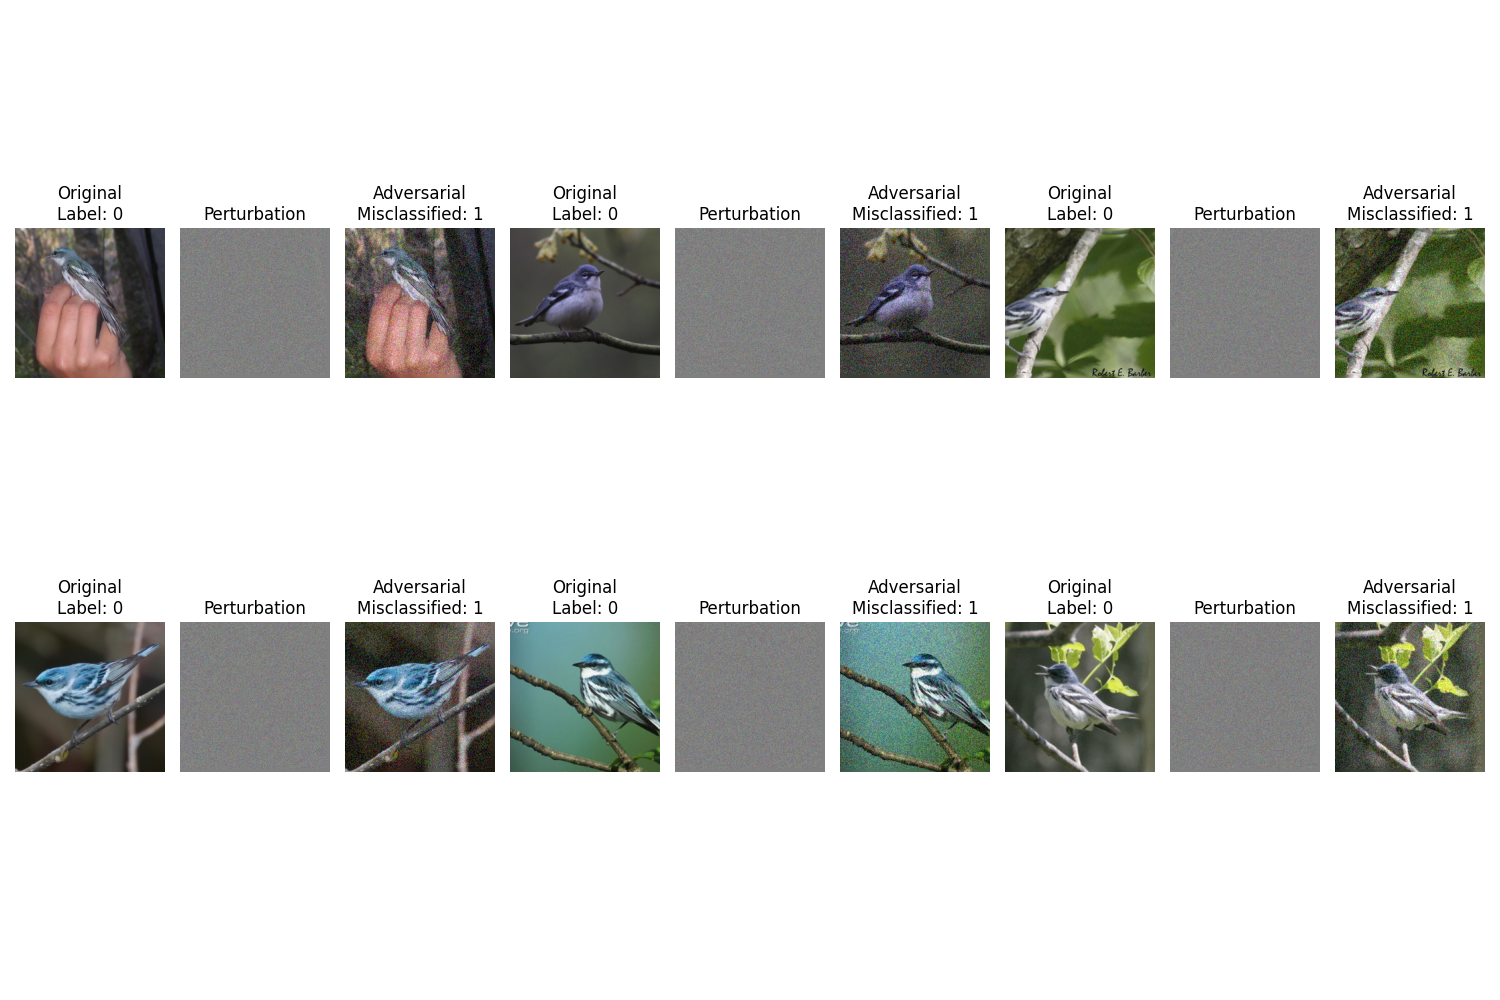 Original
Label: 0
Perturbation
Adversarial
Misclassified: 1
Original
Label: 0
Perturbation
Adversarial
Misclassified: 1
Original
Label: 0
Perturbation
Adversarial
Misclassified: 1
Robert E. Barber
Robert E. Barber
Original
Label: 0
Perturbation
Adversarial
Misclassified: 1
Original
Label: 0
Perturbation
Adversarial
Misclassified: 1
Original
Label: 0
Perturbation
Adversarial
Misclassified: 1